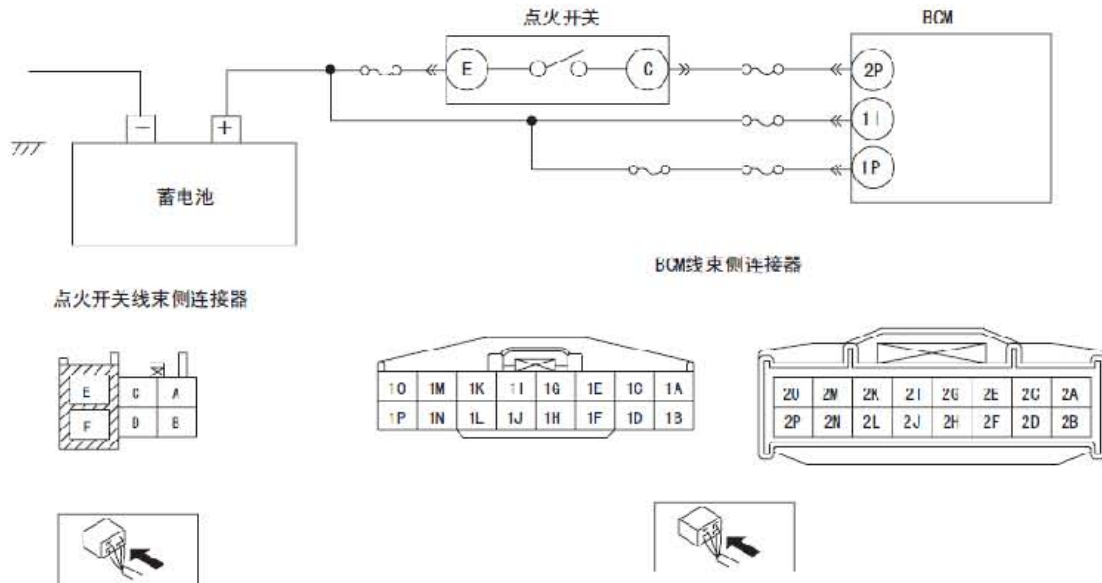 点火开关 BCM
E C 2P
1I
1P
− +
蓄电池
BCM线束侧连接器
点火开关线束侧连接器
E C A
F D B
1O 1M 1K 1I 1G 1E 1C 1A
1P 1N 1L 1J 1H 1F 1D 1B
2O 2M 2K 2I 2G 2E 2C 2A
2P 2N 2L 2J 2H 2F 2D 2B